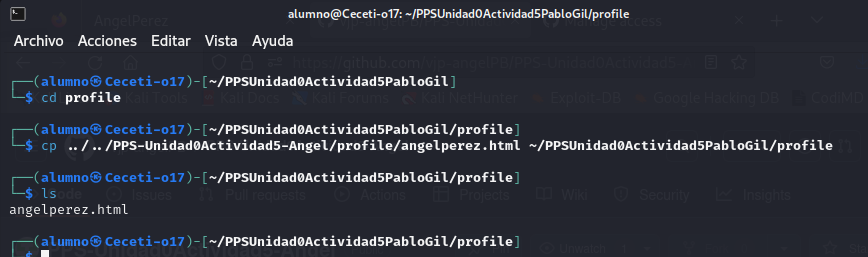 alumno@Ceceti-o17: ~/PPSUnidad0Actividad5PabloGil/profile
Archivo Acciones Editar Vista Ayuda
┌──(alumno㉿Ceceti-o17)-[~/PPSUnidad0Actividad5PabloGil]
└─$ cd profile
┌──(alumno㉿Ceceti-o17)-[~/PPSUnidad0Actividad5PabloGil/profile]
└─$ cp ../../PPS-Unidad0Actividad5-Angel/profile/angelperez.html ~/PPSUnidad0Actividad5PabloGil/profile
┌──(alumno㉿Ceceti-o17)-[~/PPSUnidad0Actividad5PabloGil/profile]
└─$ ls
angelperez.html
┌──(alumno㉿Ceceti-o17)-[~/PPSUnidad0Actividad5PabloGil/profile]
└─$